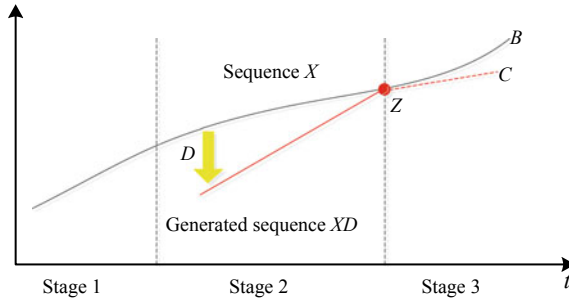 B
Sequence X
C
Z
D
Generated sequence XD
Stage 1
Stage 2
Stage 3
t